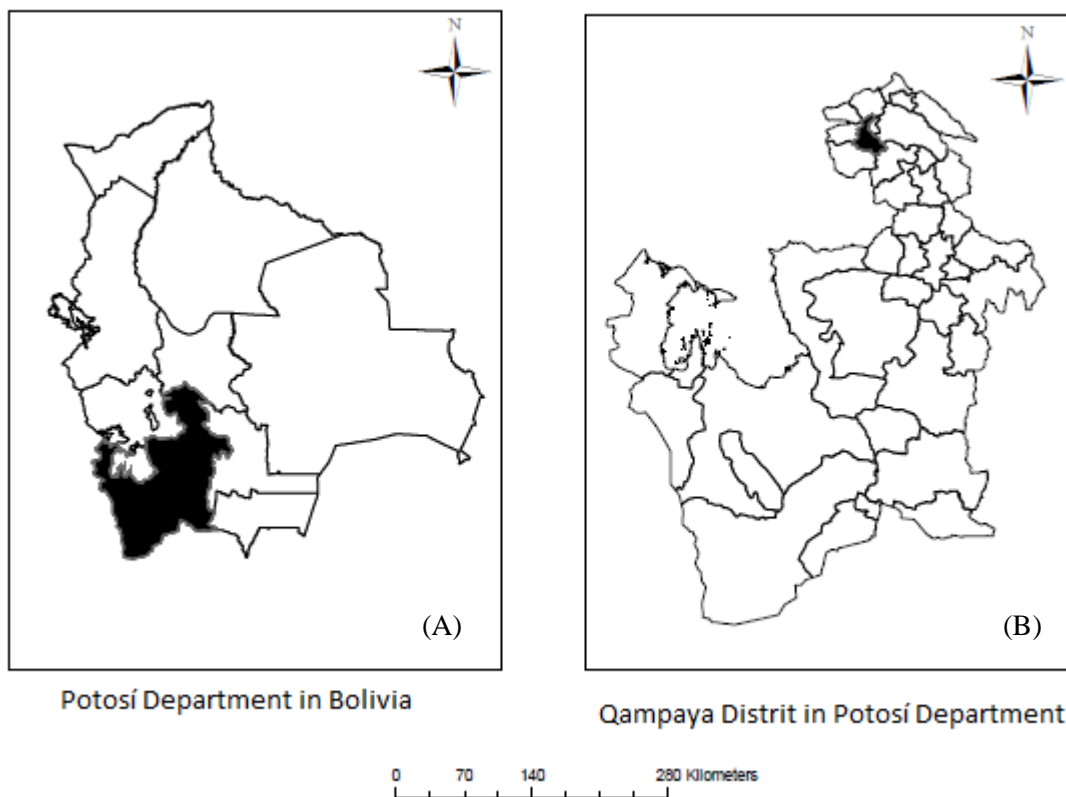 N
N
(A)
(B)
Potosí Department in Bolivia
Qampaya Distrit in Potosí Department
0 70 140 280 Kilometers